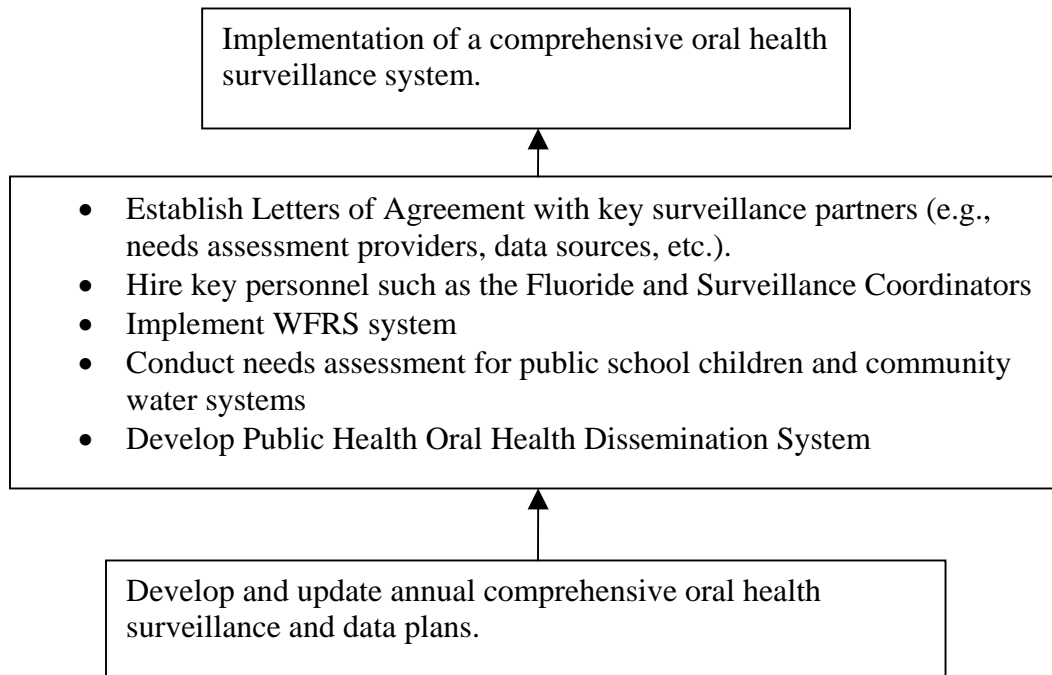 Implementation of a comprehensive oral health
surveillance system.
• Establish Letters of Agreement with key surveillance partners (e.g.,
needs assessment providers, data sources, etc.).
• Hire key personnel such as the Fluoride and Surveillance Coordinators
• Implement WFRS system
• Conduct needs assessment for public school children and community
water systems
• Develop Public Health Oral Health Dissemination System
Develop and update annual comprehensive oral health
surveillance and data plans.